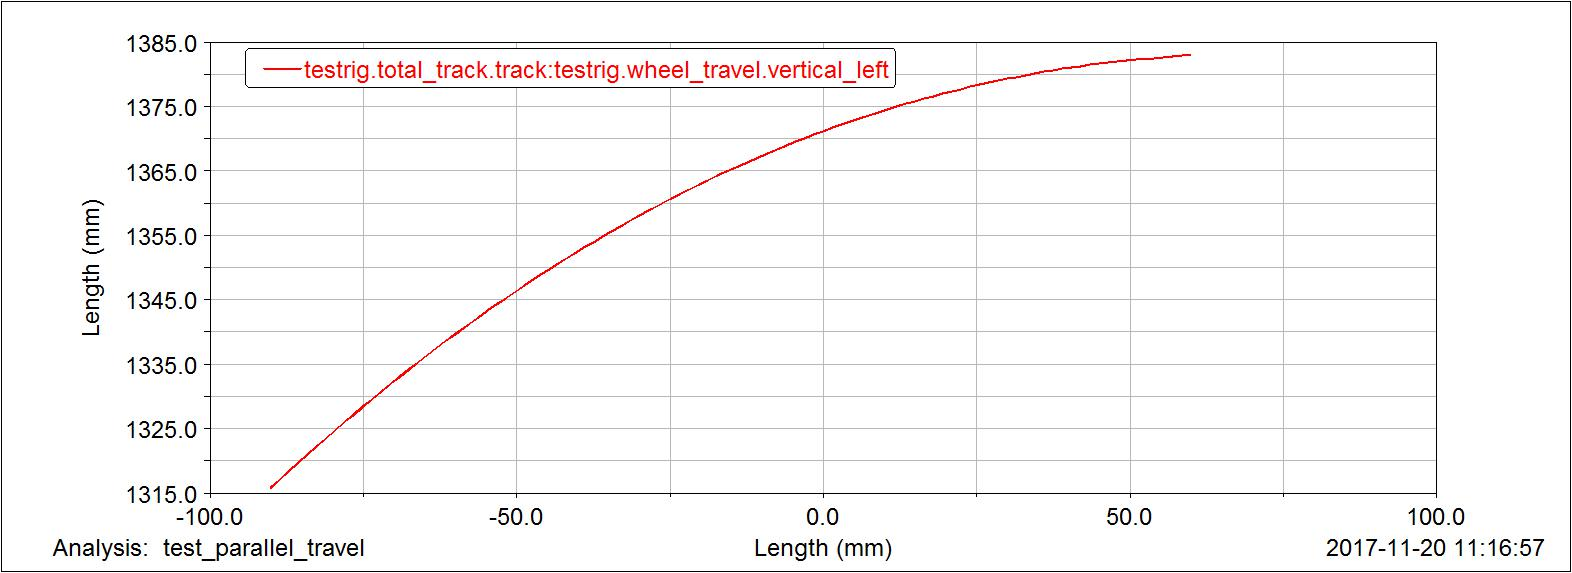 1385.0
testrig.total_track.track:testrig.wheel_travel.vertical_left
1375.0
1365.0
1355.0
1345.0
1335.0
1325.0
1315.0
Length (mm)
-100.0 -50.0 0.0 50.0 100.0
Analysis: test_parallel_travel Length (mm) 2017-11-20 11:16:57